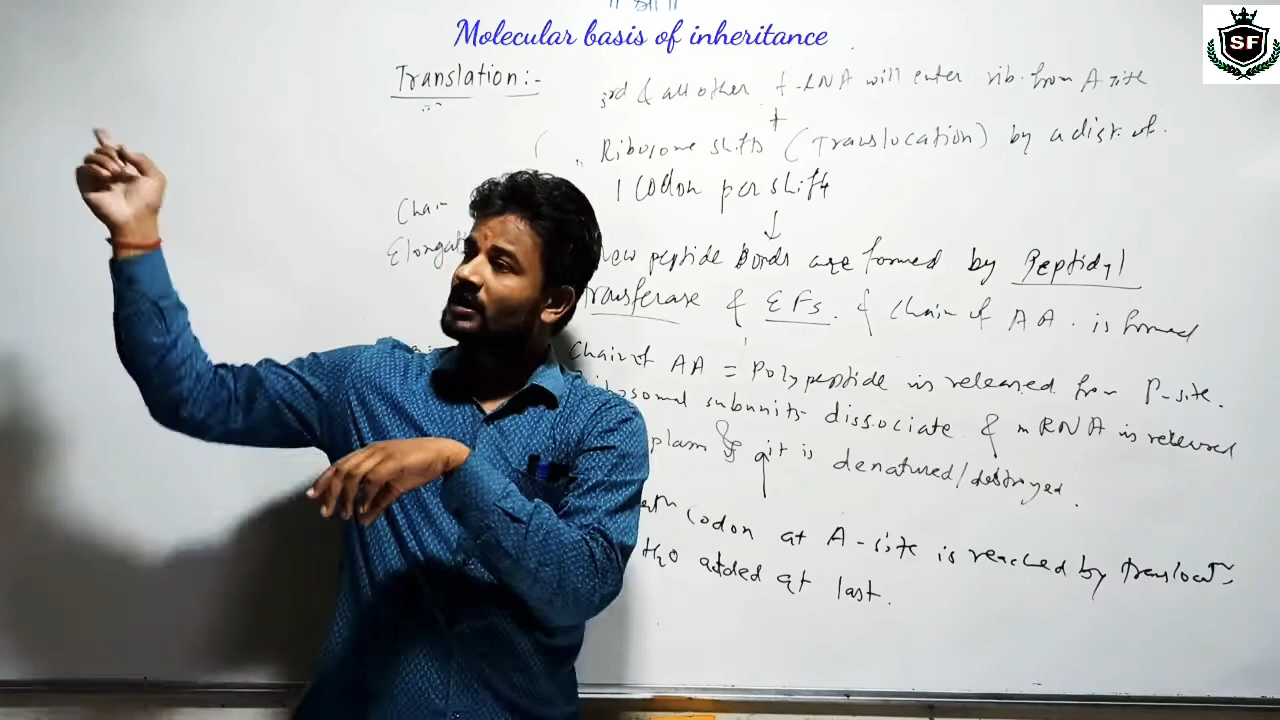 Molecular basis of inheritance
SF
Translation:-
3rd & all other t-RNA will enter rib. from A site
Ribosome shifts (Translocation) by a dist. of.
1 codon per shift
Chain
Elongati
new peptide Bonds are formed by Peptidyl
Transferase & EFs. & chain of AA. is formed
Chain of AA = Polypeptide is released from P-site.
bosomal subunits dissociate & mRNA is released
plasm & it is denatured/destroyed.
codon at A-site is reached by translocat
H2O added at last.